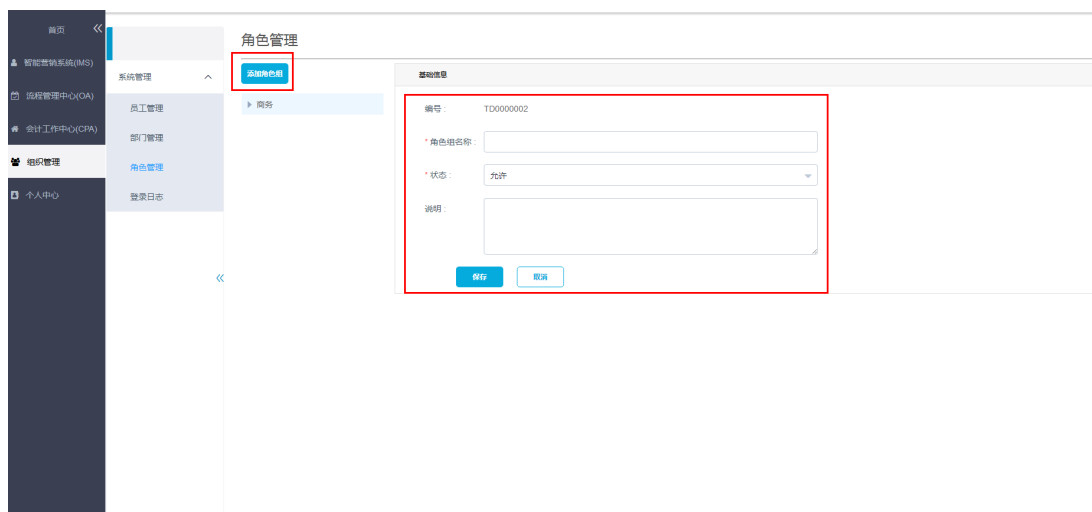 首页
智能营销系统(IMS)
流程管理中心(OA)
会计工作中心(CPA)
组织管理
个人中心
系统管理
员工管理
部门管理
角色管理
登录日志
角色管理
添加角色组
商务
基础信息
编号 : TD0000002
*角色组名称 :
*状态 : 允许
说明 :
保存 取消